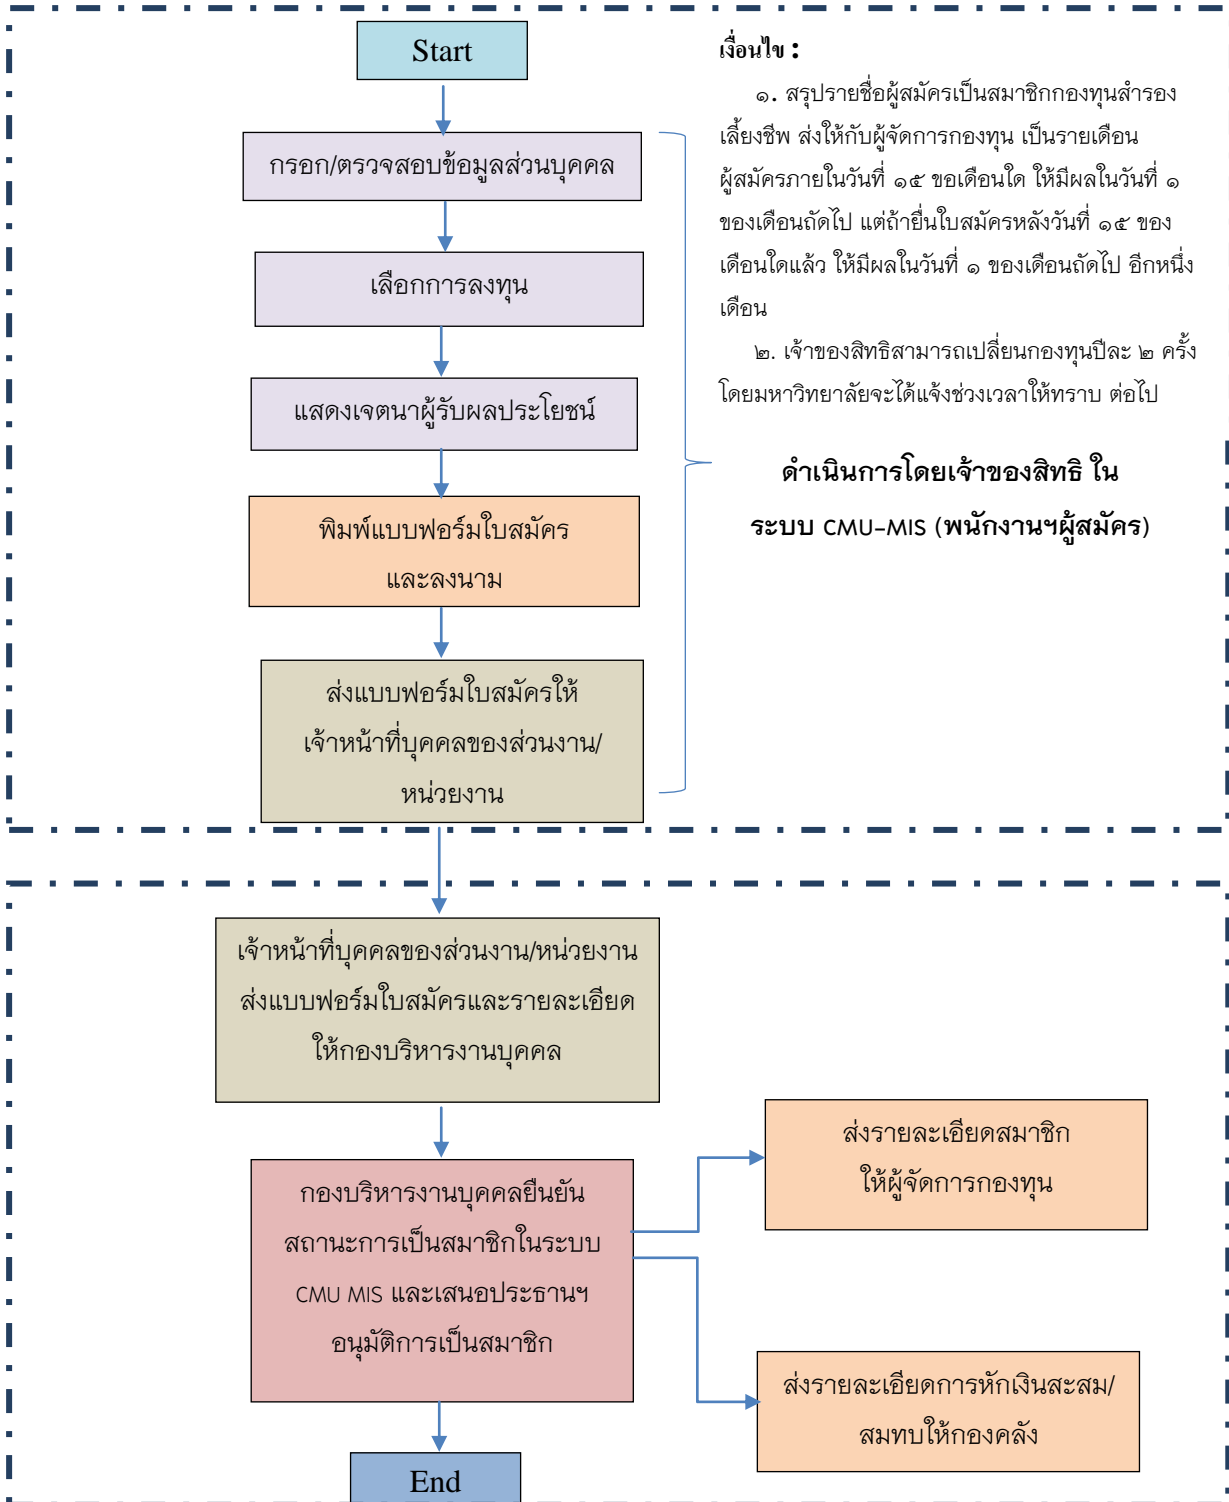 Start
กรอก/ตรวจสอบข้อมูลส่วนบุคคล
เลือกการลงทุน
แสดงเจตนาผู้รับผลประโยชน์
พิมพ์แบบฟอร์มใบสมัคร
และลงนาม
ส่งแบบฟอร์มใบสมัครให้
เจ้าหน้าที่บุคคลของส่วนงาน/
หน่วยงาน
เงื่อนไข :
๑. สรุปรายชื่อผู้สมัครเป็นสมาชิกกองทุนสำรอง
เลี้ยงชีพ ส่งให้กับผู้จัดการกองทุน เป็นรายเดือน
ผู้สมัครภายในวันที่ ๑๕ ขอเดือนใด ให้มีผลในวันที่ ๑
ของเดือนถัดไป แต่ถ้ายื่นใบสมัครหลังวันที่ ๑๕ ของ
เดือนใดแล้ว ให้มีผลในวันที่ ๑ ของเดือนถัดไป อีกหนึ่ง
เดือน
๒. เจ้าของสิทธิสามารถเปลี่ยนกองทุนปีละ ๒ ครั้ง
โดยมหาวิทยาลัยจะได้แจ้งช่วงเวลาให้ทราบ ต่อไป
ดำเนินการโดยเจ้าของสิทธิ ใน
ระบบ CMU-MIS (พนักงานฯผู้สมัคร)
เจ้าหน้าที่บุคคลของส่วนงาน/หน่วยงาน
ส่งแบบฟอร์มใบสมัครและรายละเอียด
ให้กองบริหารงานบุคคล
กองบริหารงานบุคคลยืนยัน
สถานะการเป็นสมาชิกในระบบ
CMU MIS และเสนอประธานฯ
อนุมัติการเป็นสมาชิก
ส่งรายละเอียดสมาชิก
ให้ผู้จัดการกองทุน
ส่งรายละเอียดการหักเงินสะสม/
สมทบให้กองคลัง
End